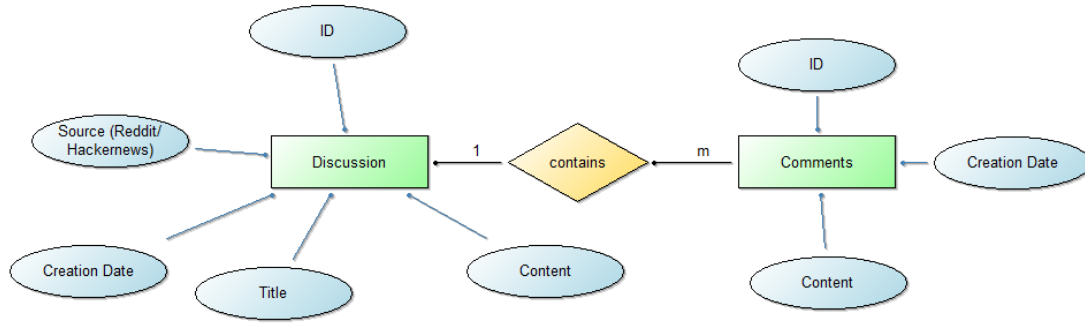 ID
ID
Source (Reddit/
Hackernews)
Discussion
1
contains
m
Comments
Creation Date
Creation Date
Title
Content
Content